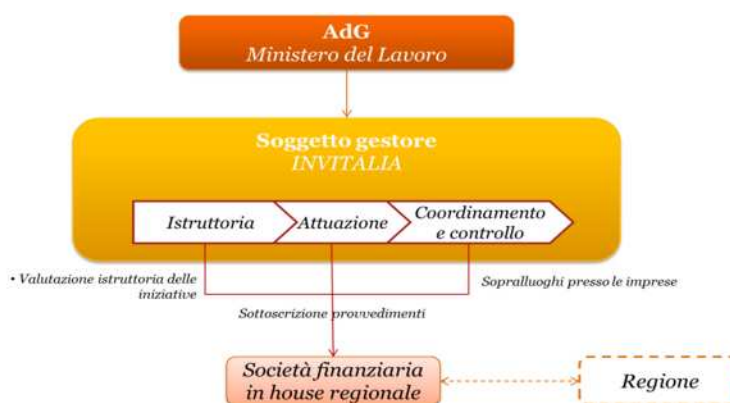 AdG
Ministero del Lavoro
Soggetto gestore
INVITALIA
Istruttoria
Attuazione
Coordinamento
e controllo
• Valutazione istruttoria delle
iniziative
Sopralluoghi presso le imprese
Sottoscrizione provvedimenti
Società finanziaria
in house regionale
Regione